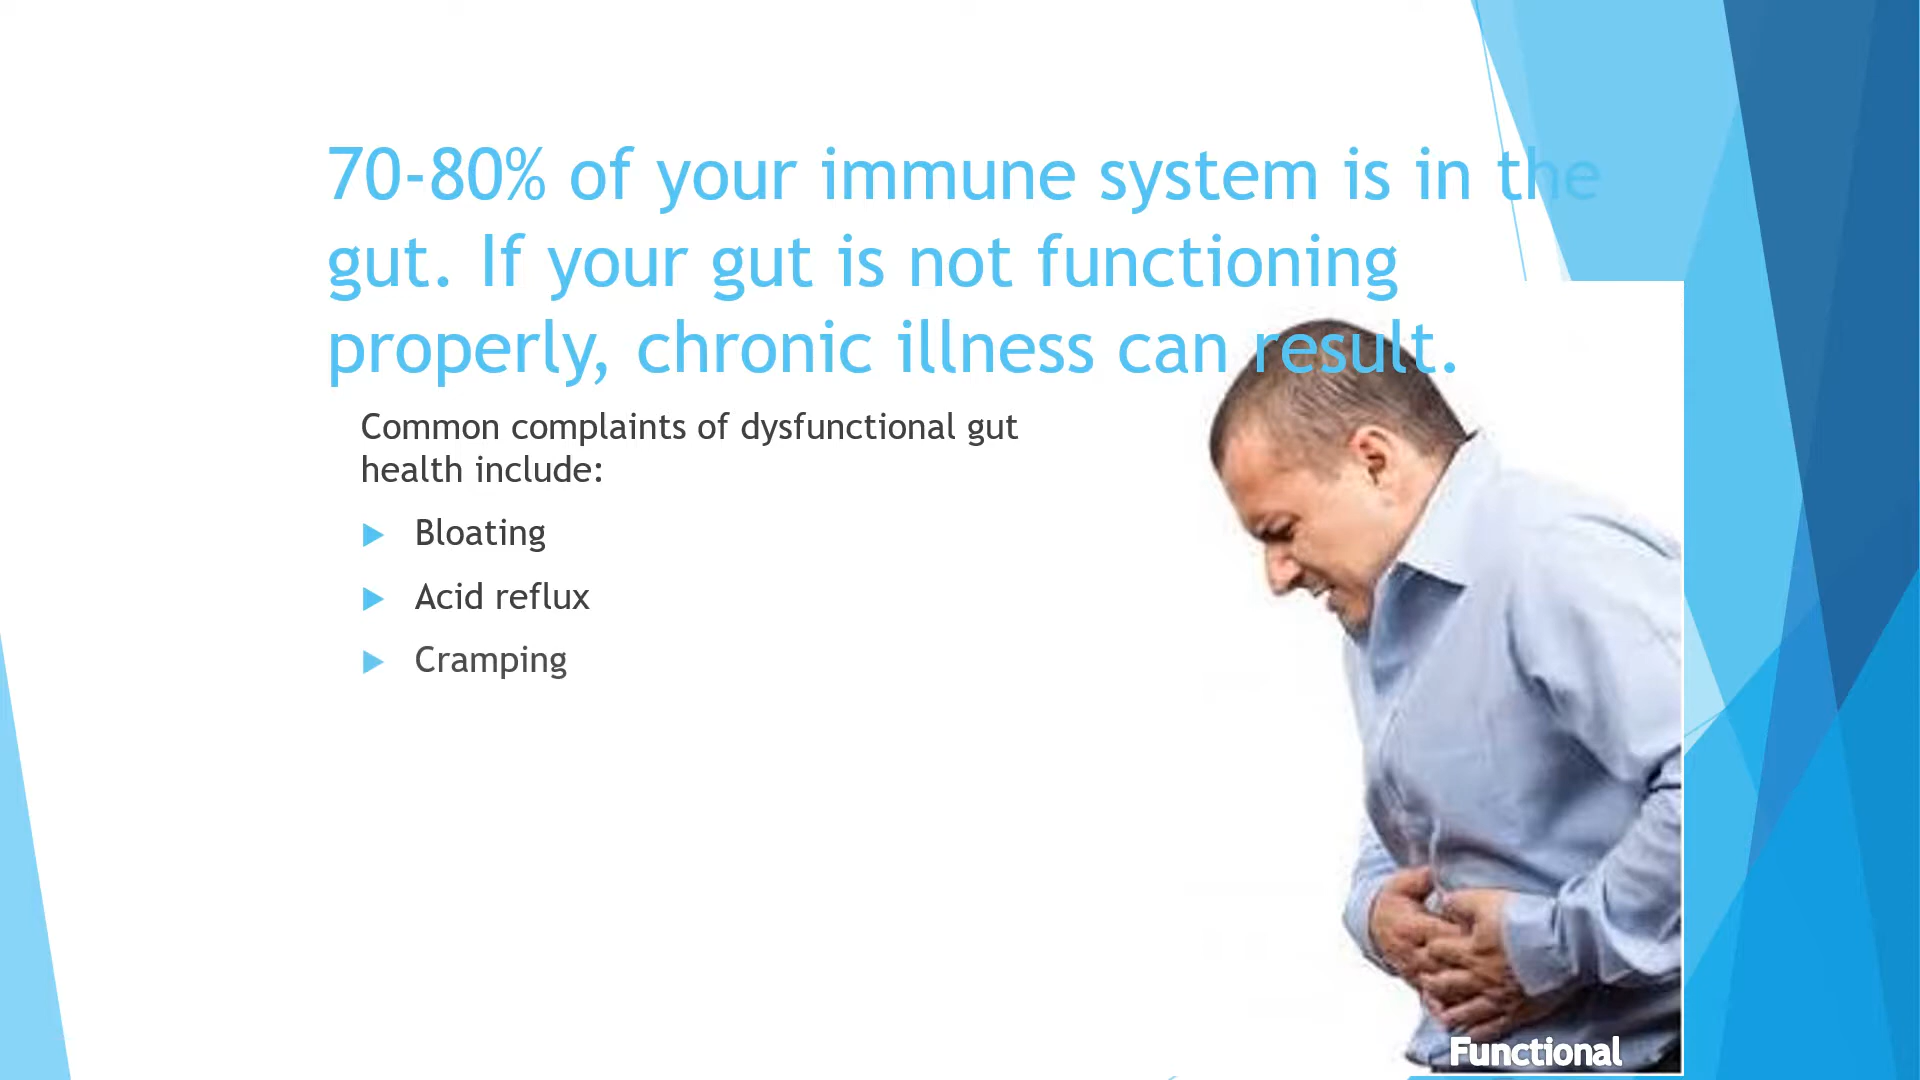 70-80% of your immune system is in the
gut. If your gut is not functioning
properly, chronic illness can result.
Common complaints of dysfunctional gut
health include:
Bloating
Acid reflux
Cramping
Functional